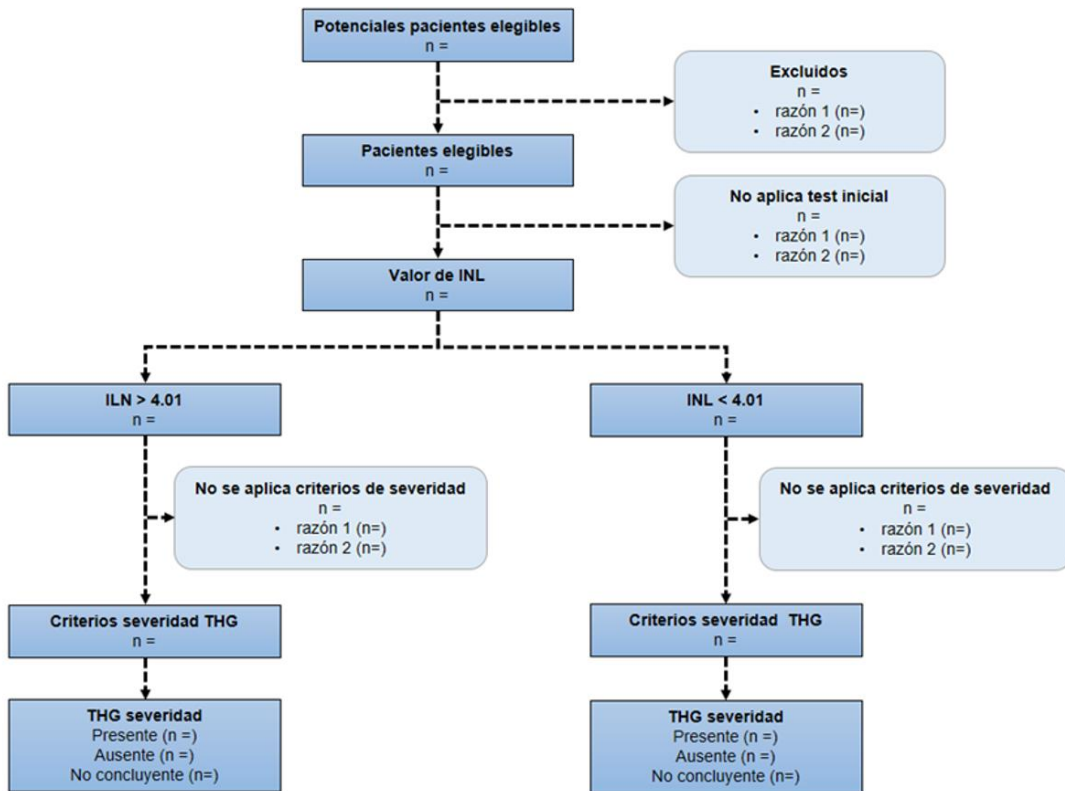 Potenciales pacientes elegibles
n =
Excluidos
n =
• razón 1 (n=)
• razón 2 (n=)
Pacientes elegibles
n =
No aplica test inicial
n =
• razón 1 (n=)
• razón 2 (n=)
Valor de INL
n =
ILN > 4.01
n =
INL < 4.01
n =
No se aplica criterios de severidad
n =
• razón 1 (n=)
• razón 2 (n=)
No se aplica criterios de severidad
n =
• razón 1 (n=)
• razón 2 (n=)
Criterios severidad THG
n =
Criterios severidad THG
n =
THG severidad
Presente (n =)
Ausente (n =)
No concluyente (n=)
THG severidad
Presente (n =)
Ausente (n =)
No concluyente (n=)